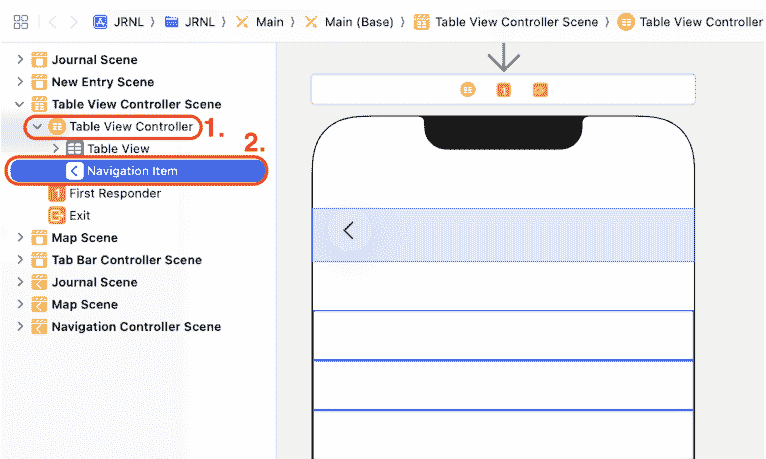 JRNL 〉 JRNL 〉 Main 〉 Main (Base) 〉 Table View Controller Scene 〉 Table View Controller
Journal Scene
New Entry Scene
Table View Controller Scene
Table View Controller 1.
Table View 2.
Navigation Item
1 First Responder
Exit
Map Scene
Tab Bar Controller Scene
Journal Scene
Map Scene
Navigation Controller Scene
1